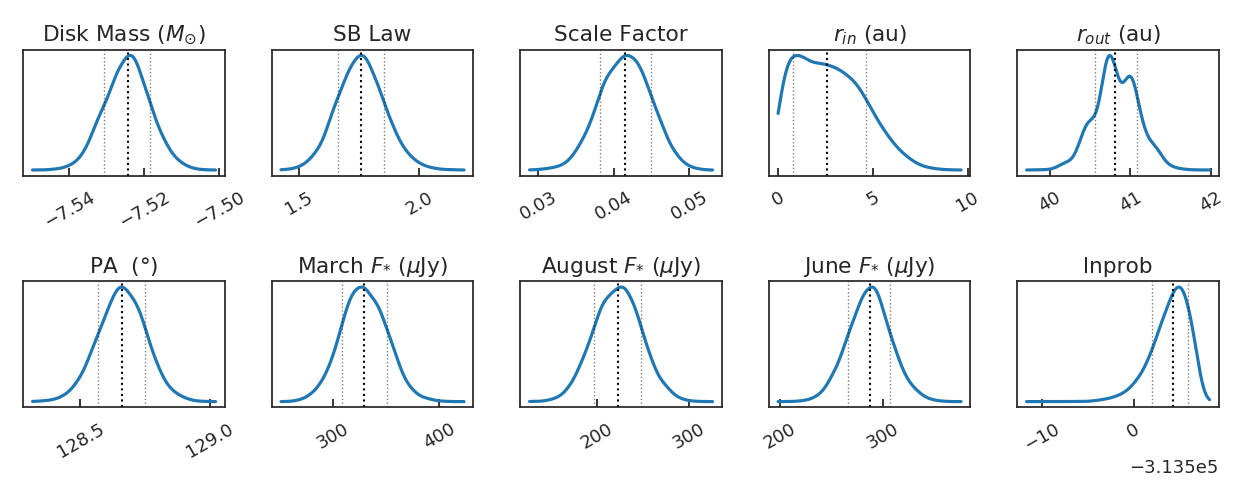 Disk Mass (M⊙) SB Law Scale Factor r_in (au) r_out (au)
−7.54 −7.52 −7.50 1.5 2.0 0.03 0.04 0.05 0 5 10 40 41 42
PA (°) March F* (μJy) August F* (μJy) June F* (μJy) lnprob
128.5 129.0 300 400 200 300 200 300 −10 0
−3.135e5